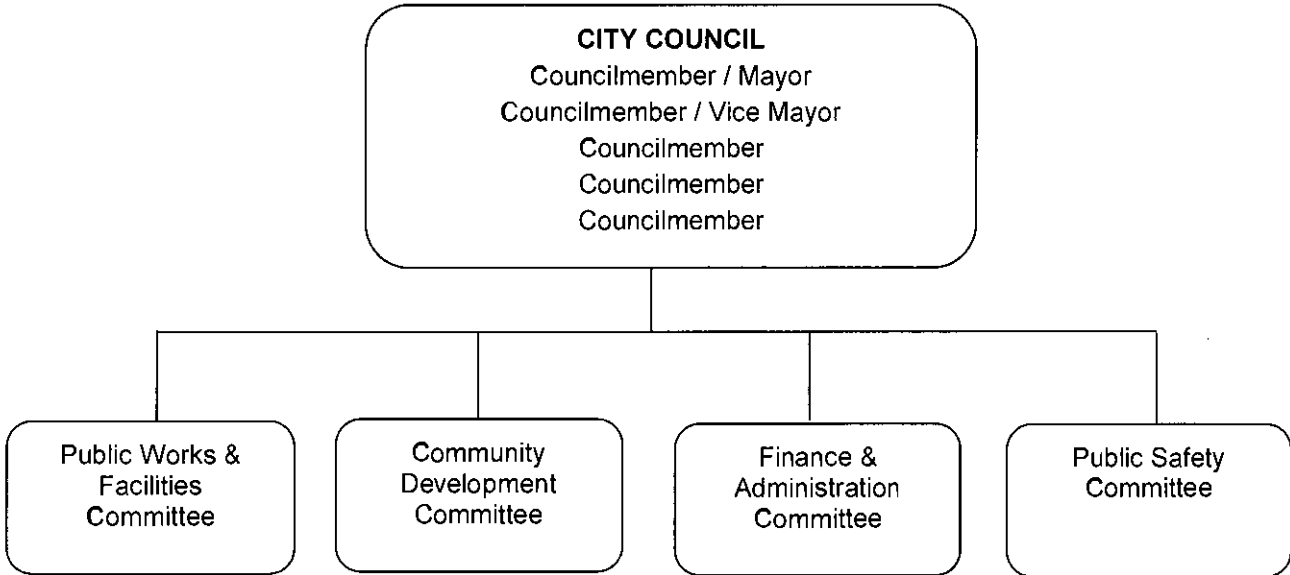 CITY COUNCIL
Councilmember / Mayor
Councilmember / Vice Mayor
Councilmember
Councilmember
Councilmember
Public Works &
Facilities
Committee
Community
Development
Committee
Finance &
Administration
Committee
Public Safety
Committee